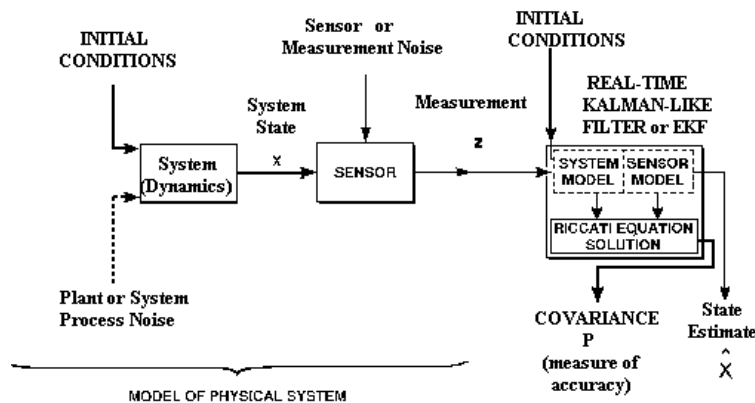 INITIAL
CONDITIONS
Sensor or
Measurement Noise
INITIAL
CONDITIONS
REAL-TIME
KALMAN-LIKE
FILTER or EKF
System
State
X
Measurement
z
System
(Dynamics)
SENSOR
SYSTEM
MODEL
SENSOR
MODEL
RICCATI EQUATION
SOLUTION
Plant or System
Process Noise
COVARIANCE
P
(measure of
accuracy)
State
Estimate
^
X
MODEL OF PHYSICAL SYSTEM